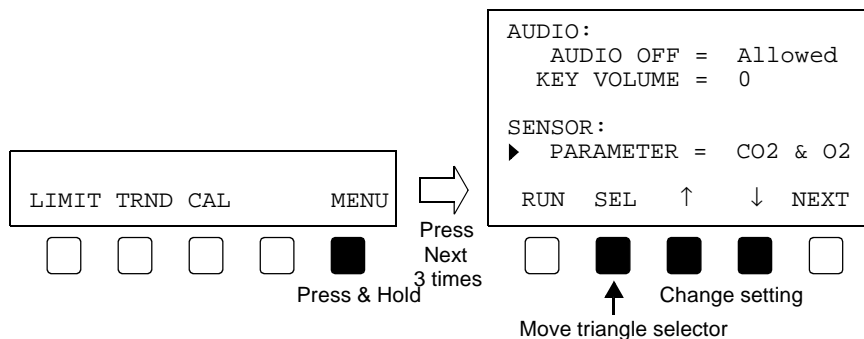 LIMIT TRND CAL MENU
Press & Hold
Press
Next
3 times
AUDIO:
AUDIO OFF = Allowed
KEY VOLUME = 0
SENSOR:
▶ PARAMETER = CO2 & O2
RUN SEL ↑ ↓ NEXT
Change setting
Move triangle selector